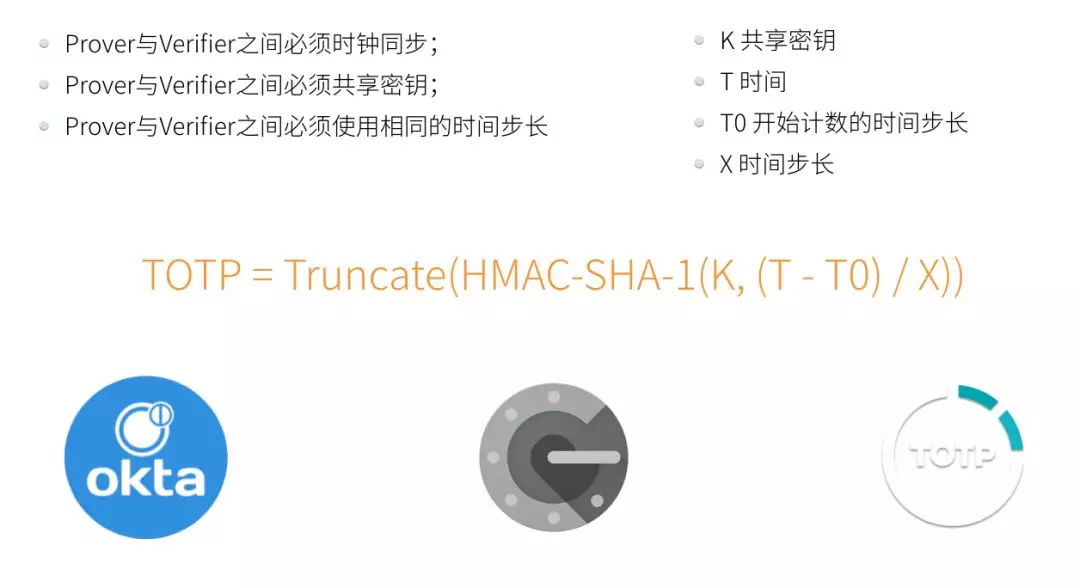 Prover与Verifier之间必须时钟同步；
Prover与Verifier之间必须共享密钥；
Prover与Verifier之间必须使用相同的时间步长
K 共享密钥
T 时间
T0 开始计数的时间步长
X 时间步长
TOTP = Truncate(HMAC-SHA-1(K, (T - T0) / X))
okta
TOTP